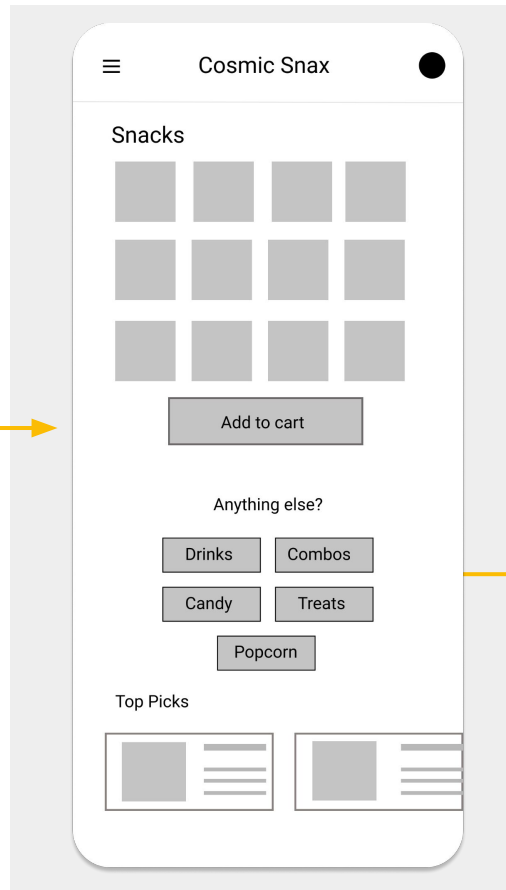 Cosmic Snax
Snacks
Add to cart
Anything else?
Drinks Combos
Candy Treats
Popcorn
Top Picks